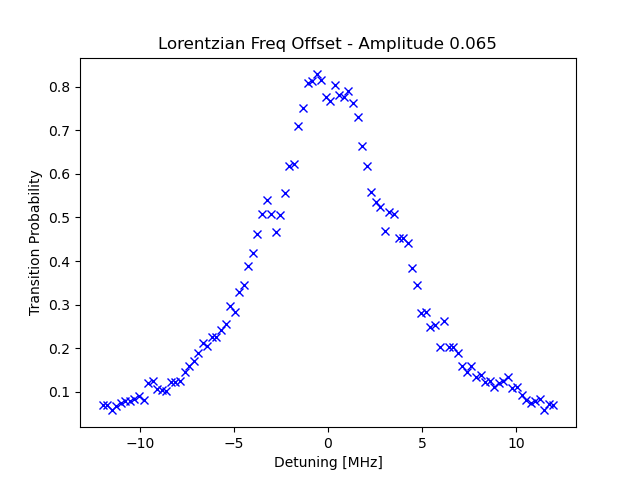 Lorentzian Freq Offset - Amplitude 0.065
Transition Probability
0.8
0.7
0.6
0.5
0.4
0.3
0.2
0.1
−10 −5 0 5 10
Detuning [MHz]